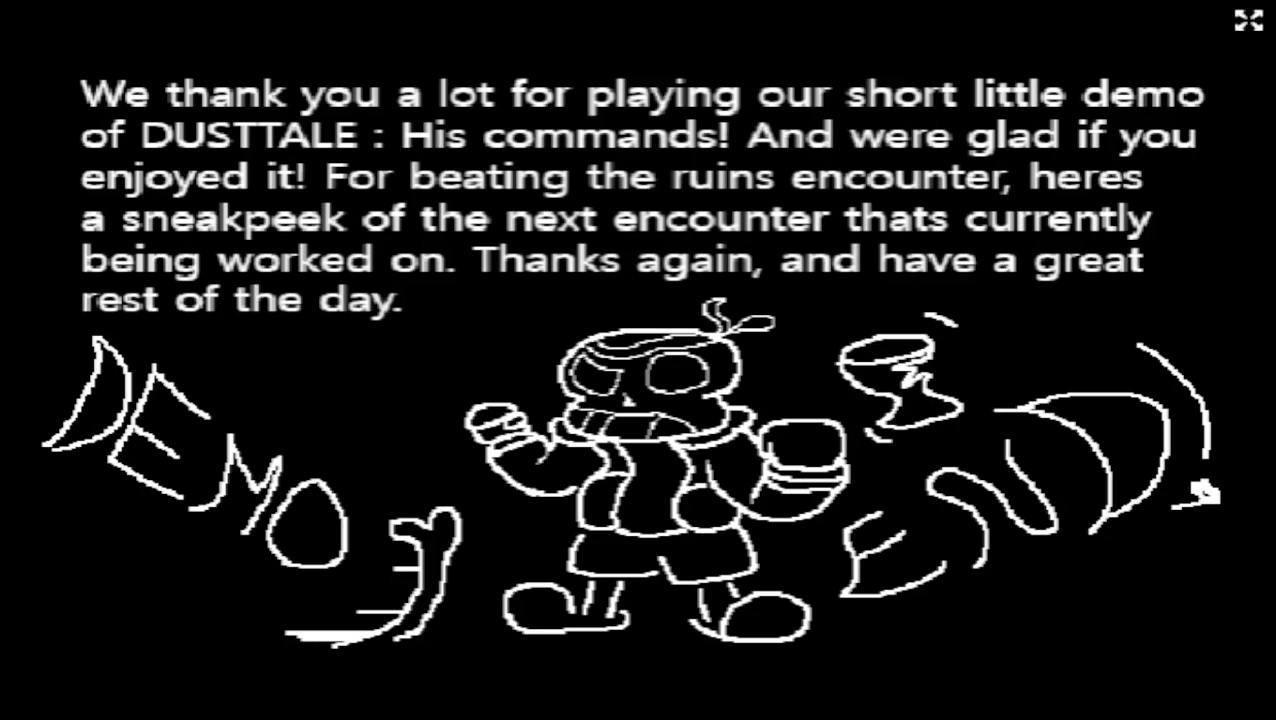 We thank you a lot for playing our short little demo
of DUSTTALE : His commands! And were glad if you
enjoyed it! For beating the ruins encounter, heres
a sneakpeek of the next encounter thats currently
being worked on. Thanks again, and have a great
rest of the day.
DEMO
END!